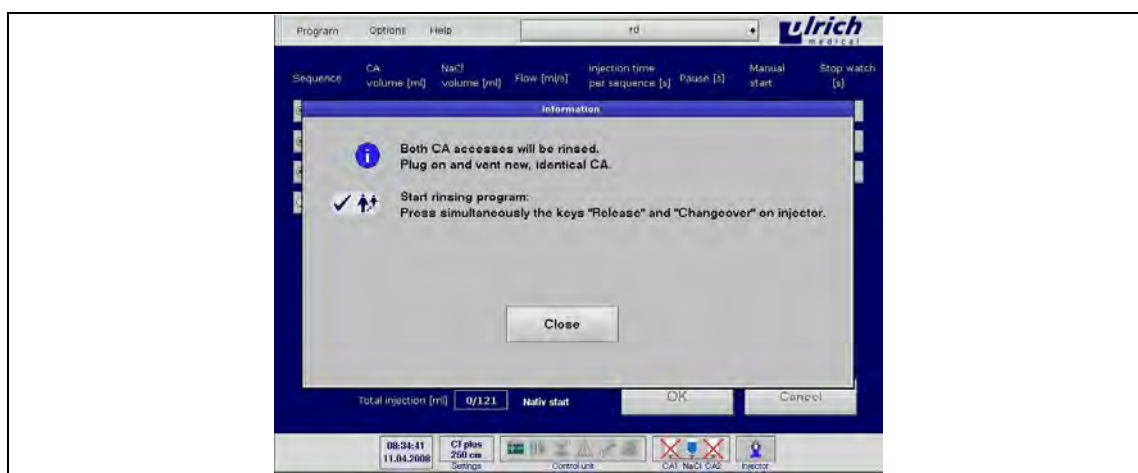 Program Options Help rd ulrich
medical
Sequence CA volume [ml] NaCl volume [ml] Flow [ml/s] Injection time per sequence [s] Pause [s] Manual start Stop watch [s]
Information
Both CA accesses will be rinsed.
Plug on and vent new, identical CA.
Start rinsing program:
Press simultaneously the keys "Release" and "Changeover" on injector.
Close
Total injection [ml] 0/121 Nativ start OK Cancel
08:34:41 CT plus
11.04.2008 250 cm
Settings Control unit CA1 NaCl CA2 Injector